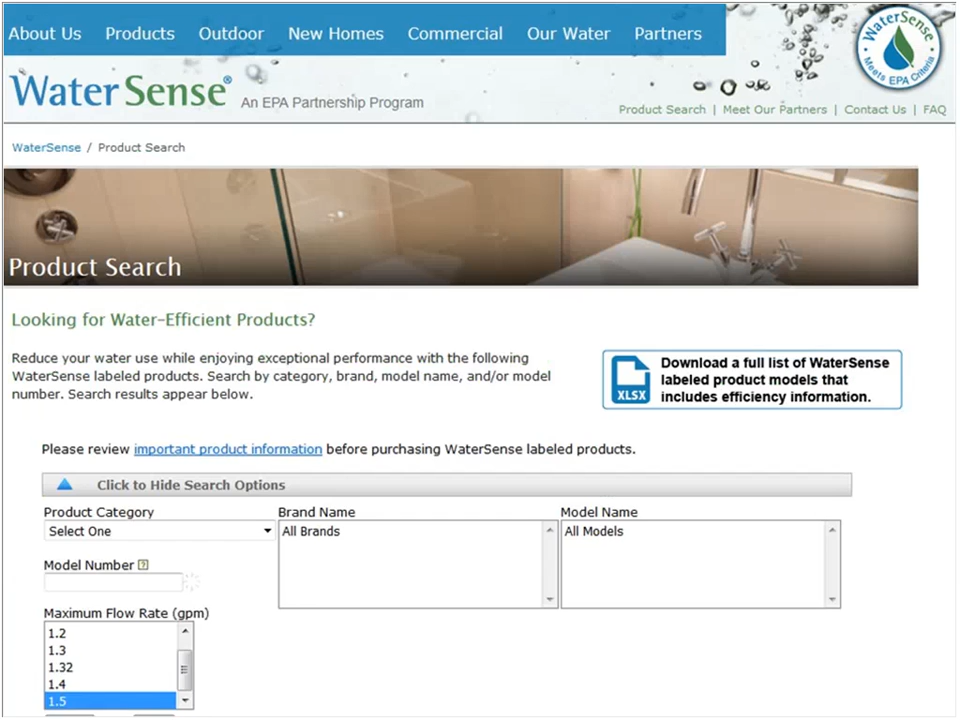 About Us Products Outdoor New Homes Commercial Our Water Partners
WaterSense
Meets EPA Criteria
WaterSense® An EPA Partnership Program
Product Search | Meet Our Partners | Contact Us | FAQ
WaterSense / Product Search
Product Search
Looking for Water-Efficient Products?
Reduce your water use while enjoying exceptional performance with the following
WaterSense labeled products. Search by category, brand, model name, and/or model
number. Search results appear below.
XLSX
Download a full list of WaterSense
labeled product models that
includes efficiency information.
Please review important product information before purchasing WaterSense labeled products.
Click to Hide Search Options
Product Category Brand Name Model Name
Select One All Brands All Models
Model Number ?
Maximum Flow Rate (gpm)
1.2
1.3
1.32
1.4
1.5